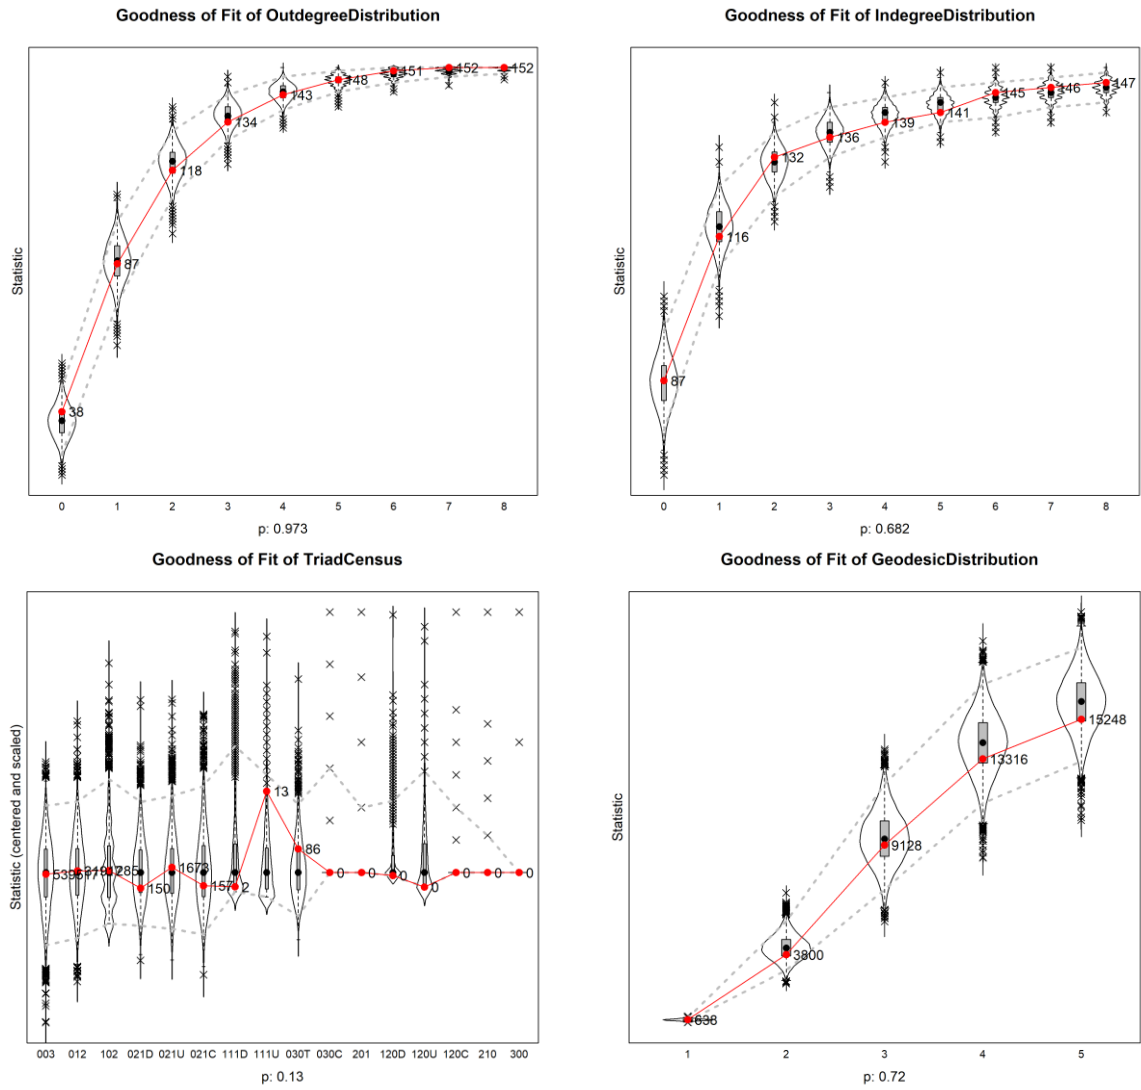 Goodness of Fit of OutdegreeDistribution
Statistic
38
87
118
134
143
148
151
152
152
0 1 2 3 4 5 6 7 8
p: 0.973
Goodness of Fit of IndegreeDistribution
Statistic
87
116
132
136
139
141
145
146
147
0 1 2 3 4 5 6 7 8
p: 0.682
Goodness of Fit of TriadCensus
Statistic (centered and scaled)
285
150
1673
157
2
13
86
0
0
0
0
0
0
0
003 012 102 021D 021U 021C 111D 111U 030T 030C 201 120D 120U 120C 210 300
p: 0.13
Goodness of Fit of GeodesicDistribution
Statistic
638
3800
9128
13316
15248
1 2 3 4 5
p: 0.72